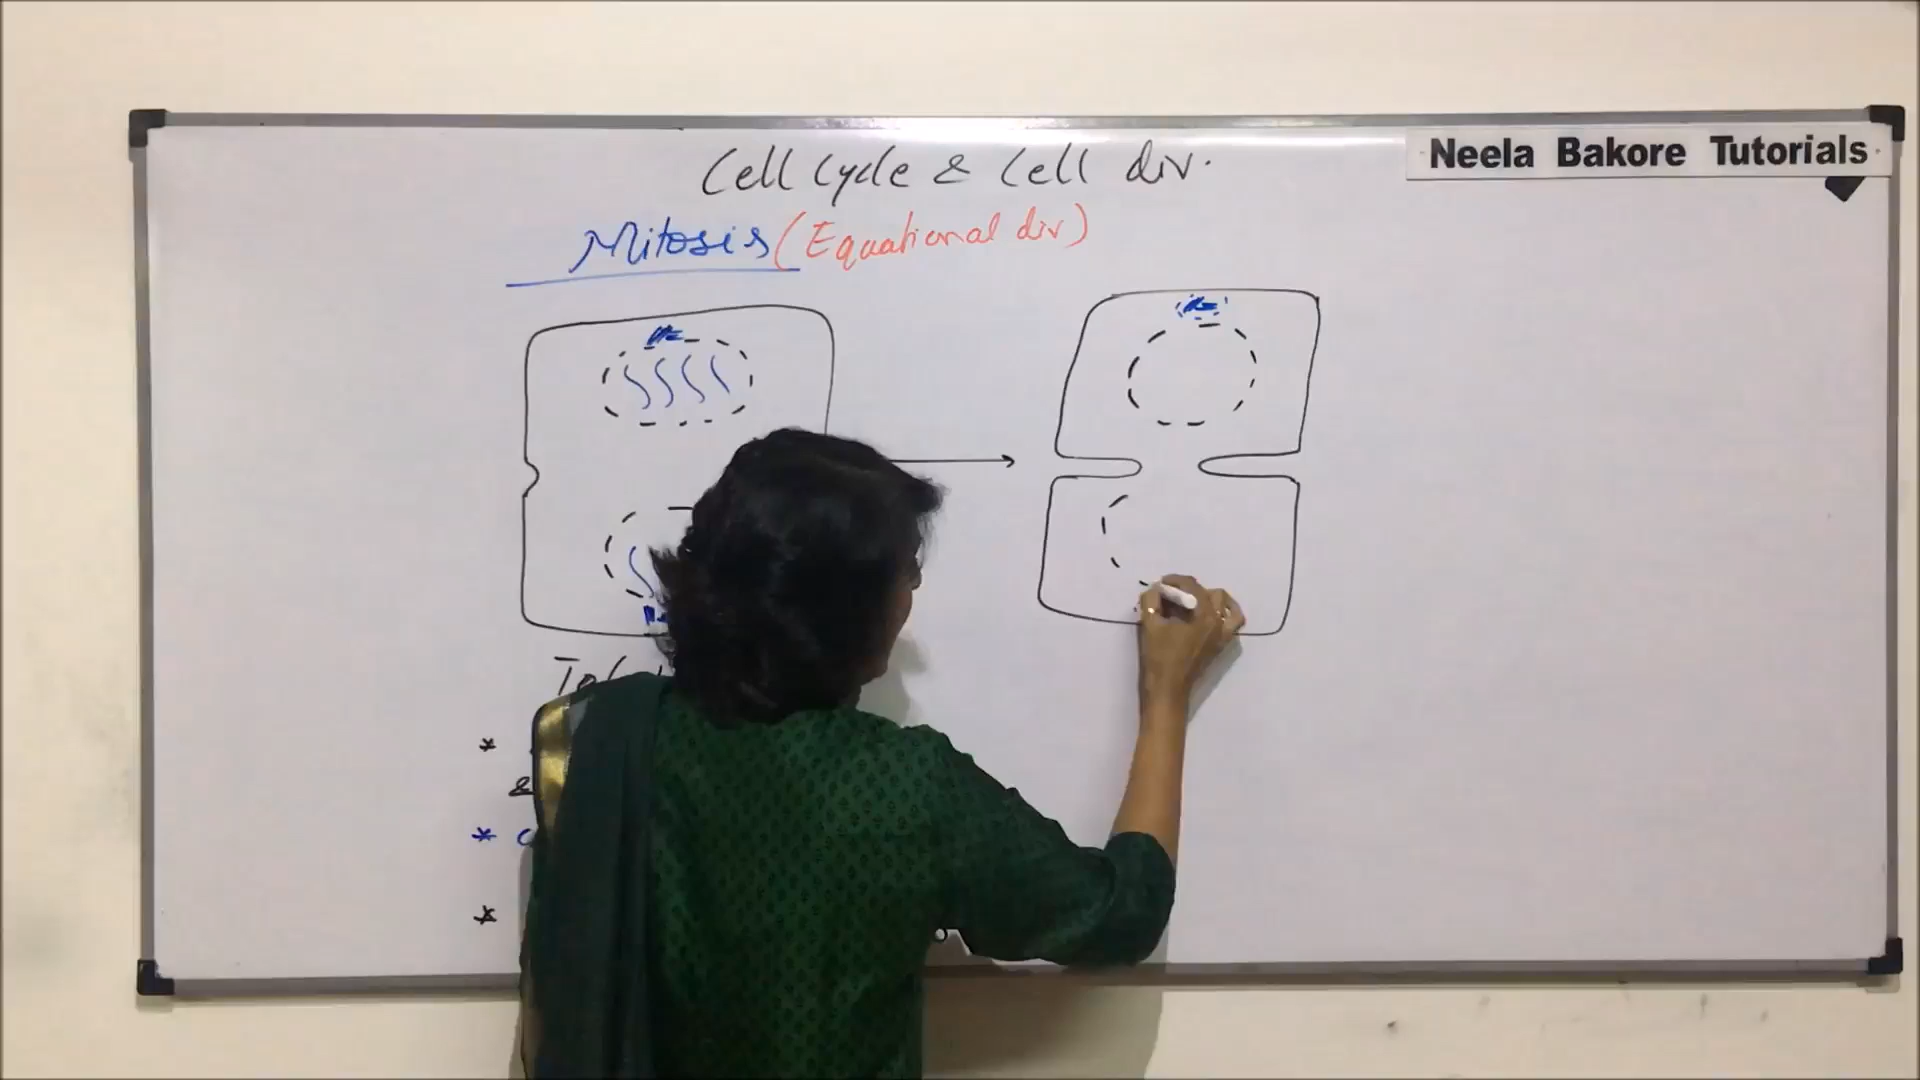 Neela Bakore Tutorials
Cell Cycle & Cell div.
Mitosis (Equational div)
*
&
*
*